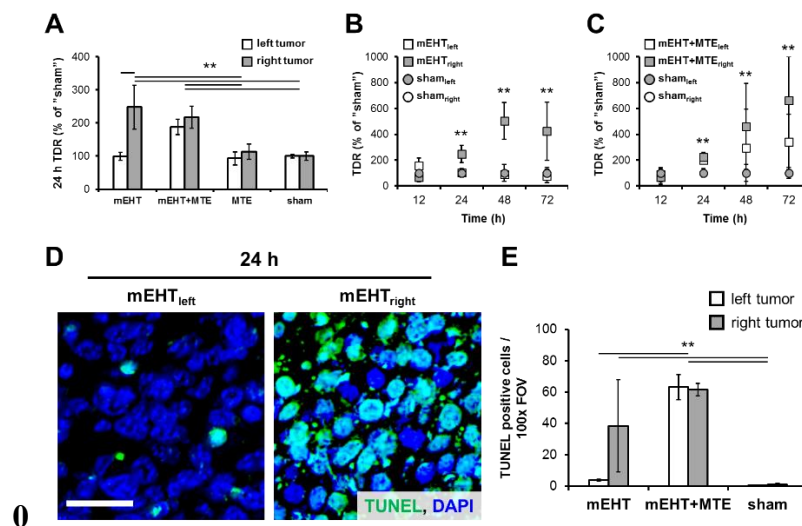 A
left tumor
right tumor
24 h TDR (% of "sham")
400
300
200
100
0
**
mEHT
mEHT+MTE
MTE
sham
B
mEHTleft
mEHTright
shamleft
shamright
TDR (% of "sham")
1000
800
600
400
200
0
**
**
**
12
24
48
72
Time (h)
C
mEHT+MTEleft
mEHT+MTEright
shamleft
shamright
TDR (% of "sham")
1000
800
600
400
200
0
**
**
**
12
24
48
72
Time (h)
D
24 h
mEHTleft
mEHTright
TUNEL, DAPI
0
E
left tumor
right tumor
TUNEL positive cells /
100x FOV
100
80
60
40
20
0
**
mEHT
mEHT+MTE
sham